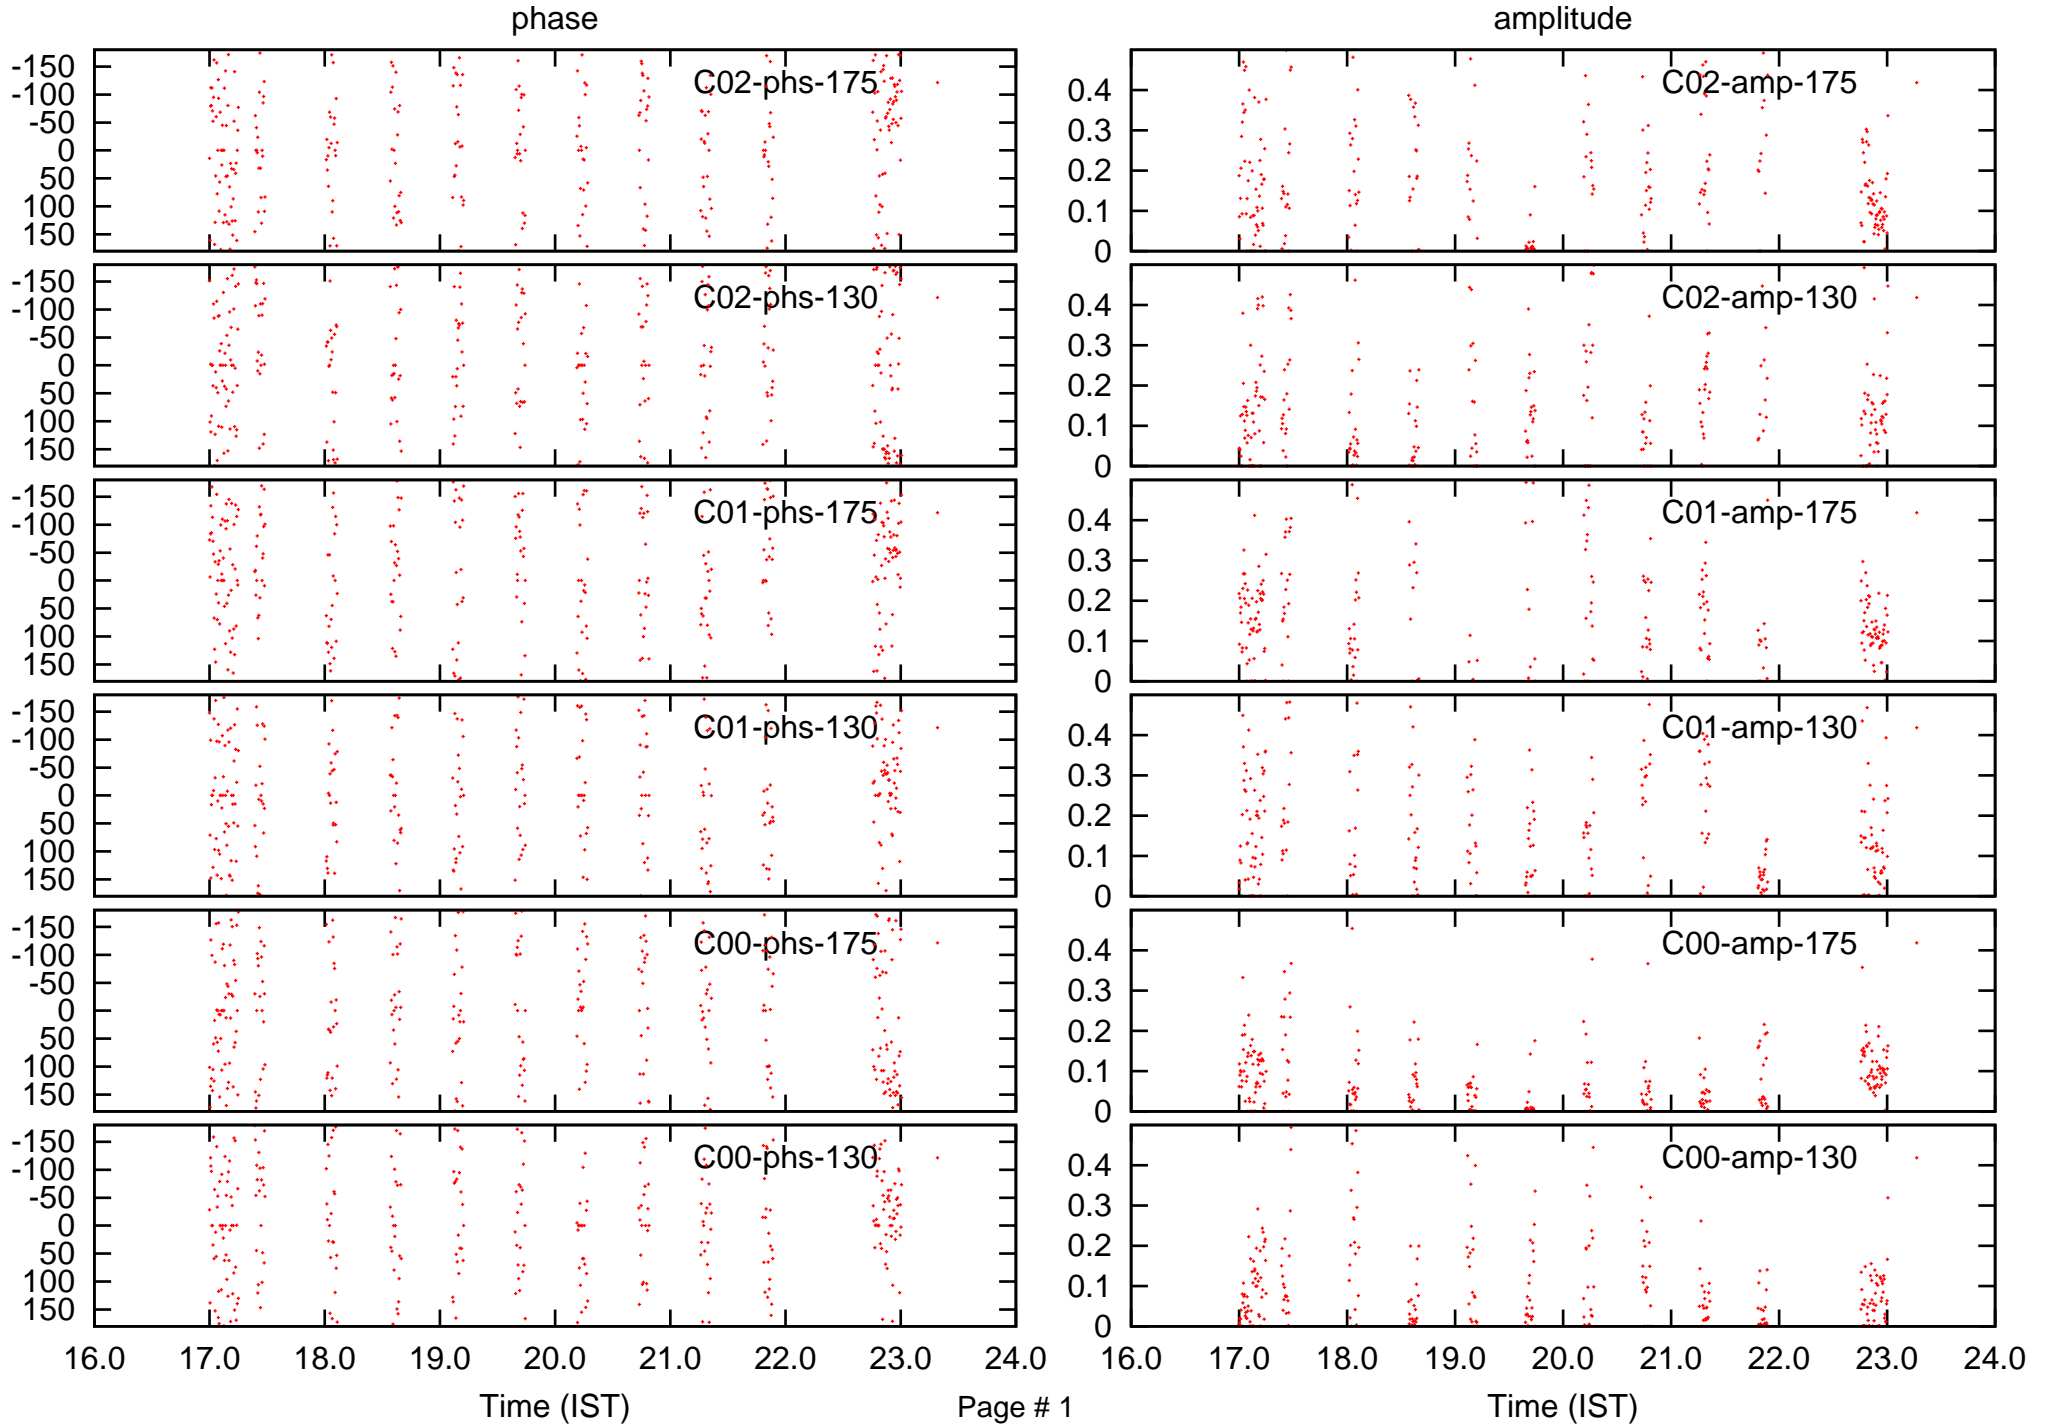 phase amplitude
-150 -100 -50 0 50 100 150 C02-phs-175 0.4 0.3 0.2 0.1 0 C02-amp-175
-150 -100 -50 0 50 100 150 C02-phs-130 0.4 0.3 0.2 0.1 0 C02-amp-130
-150 -100 -50 0 50 100 150 C01-phs-175 0.4 0.3 0.2 0.1 0 C01-amp-175
-150 -100 -50 0 50 100 150 C01-phs-130 0.4 0.3 0.2 0.1 0 C01-amp-130
-150 -100 -50 0 50 100 150 C00-phs-175 0.4 0.3 0.2 0.1 0 C00-amp-175
-150 -100 -50 0 50 100 150 C00-phs-130 0.4 0.3 0.2 0.1 0 C00-amp-130
16.0 17.0 18.0 19.0 20.0 21.0 22.0 23.0 24.0 16.0 17.0 18.0 19.0 20.0 21.0 22.0 23.0 24.0
Time (IST) Page # 1 Time (IST)